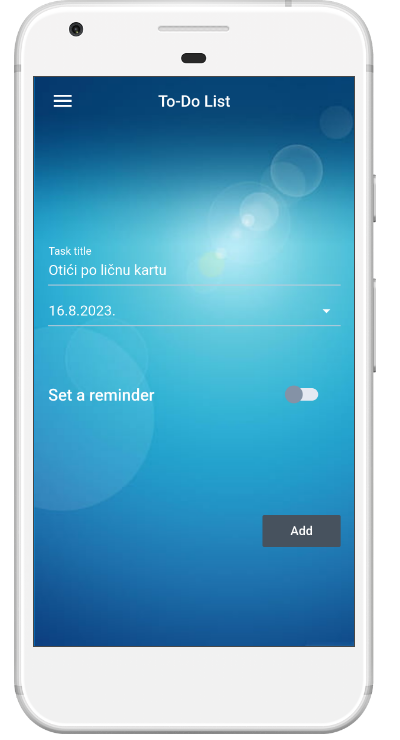 To-Do List
Task title
Otići po ličnu kartu
16.8.2023.
Set a reminder
Add